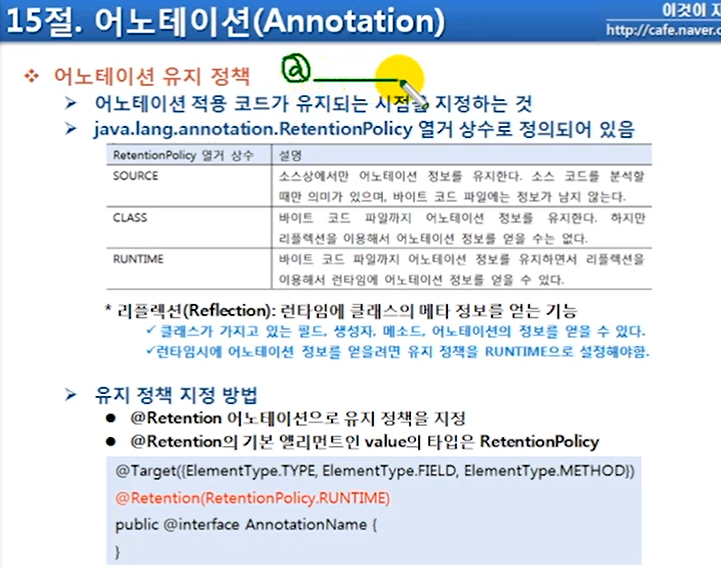 15절. 어노테이션(Annotation)
이것이 자
http://cafe.naver.c
❖ 어노테이션 유지 정책
@
➢ 어노테이션 적용 코드가 유지되는 시점을 지정하는 것
➢ java.lang.annotation.RetentionPolicy 열거 상수로 정의되어 있음
RetentionPolicy 열거 상수 설명
SOURCE 소스상에서만 어노테이션 정보를 유지한다. 소스 코드를 분석할
때만 의미가 있으며, 바이트 코드 파일에는 정보가 남지 않는다.
CLASS 바이트 코드 파일까지 어노테이션 정보를 유지한다. 하지만
리플렉션을 이용해서 어노테이션 정보를 얻을 수는 없다.
RUNTIME 바이트 코드 파일까지 어노테이션 정보를 유지하면서 리플렉션을
이용해서 런타임에 어노테이션 정보를 얻을 수 있다.
* 리플렉션(Reflection): 런타임에 클래스의 메타 정보를 얻는 기능
✓ 클래스가 가지고 있는 필드, 생성자, 메소드, 어노테이션의 정보를 얻을 수 있다.
✓런타임시에 어노테이션 정보를 얻을려면 유지 정책을 RUNTIME으로 설정해야함.
➢ 유지 정책 지정 방법
● @Retention 어노테이션으로 유지 정책을 지정
● @Retention의 기본 엘리먼트인 value의 타입은 RetentionPolicy
@Target({ElementType.TYPE, ElementType.FIELD, ElementType.METHOD})
@Retention(RetentionPolicy.RUNTIME)
public @interface AnnotationName {
}